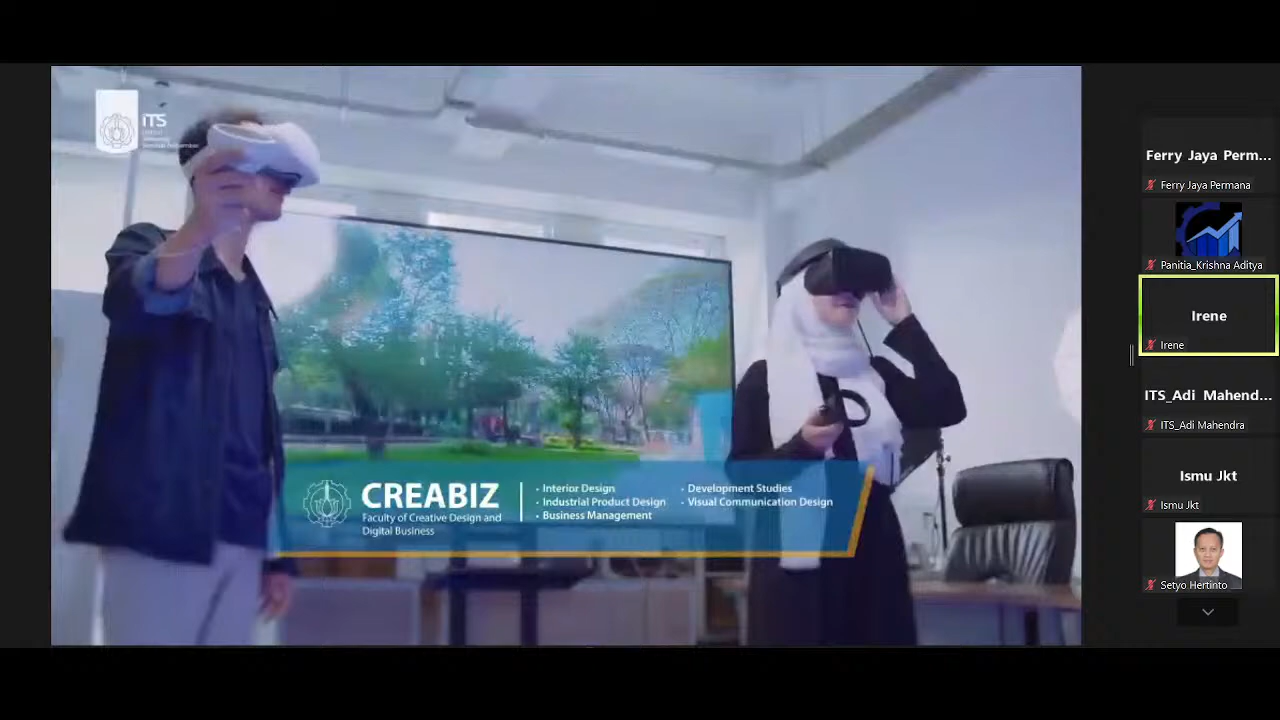 iTS
CREABIZ
Faculty of Creative Design and
Digital Business
· Interior Design
· Industrial Product Design
· Business Management
· Development Studies
· Visual Communication Design
Ferry Jaya Perm...
Ferry Jaya Permana
Panitia_Krishna Aditya
Irene
Irene
ITS_Adi Mahend...
ITS_Adi Mahendra
Ismu Jkt
Ismu Jkt
Setyo Hertinto